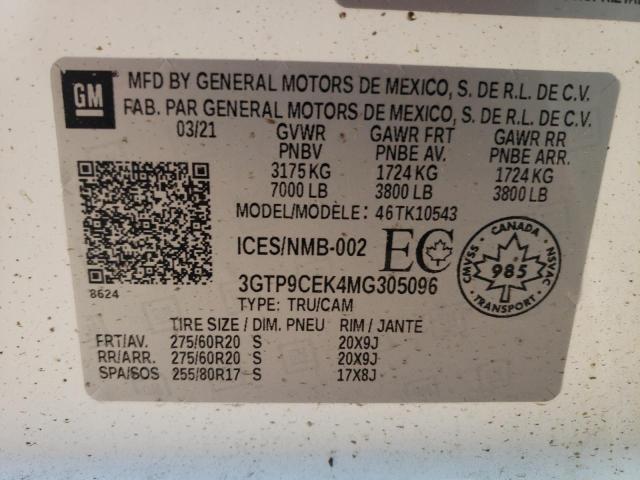 GM
MFD BY GENERAL MOTORS DE MEXICO, S. DE R.L. DE C.V.
FAB. PAR GENERAL MOTORS DE MEXICO, S. DE R.L. DE C.V.
03/21 GVWR GAWR FRT GAWR RR
PNBV PNBE AV. PNBE ARR.
3175 KG 1724 KG 1724 KG
7000 LB 3800 LB 3800 LB
MODEL/MODÈLE: 46TK10543
ICES/NMB-002 EC
CANADA CMVSS NSVAC 985 TRANSPORT
8624
3GTP9CEK4MG305096
TYPE: TRU/CAM
TIRE SIZE / DIM. PNEU RIM / JANTE
FRT/AV. 275/60R20 S 20X9J
RR/ARR. 275/60R20 S 20X9J
SPA/SOS 255/80R17 S 17X8J